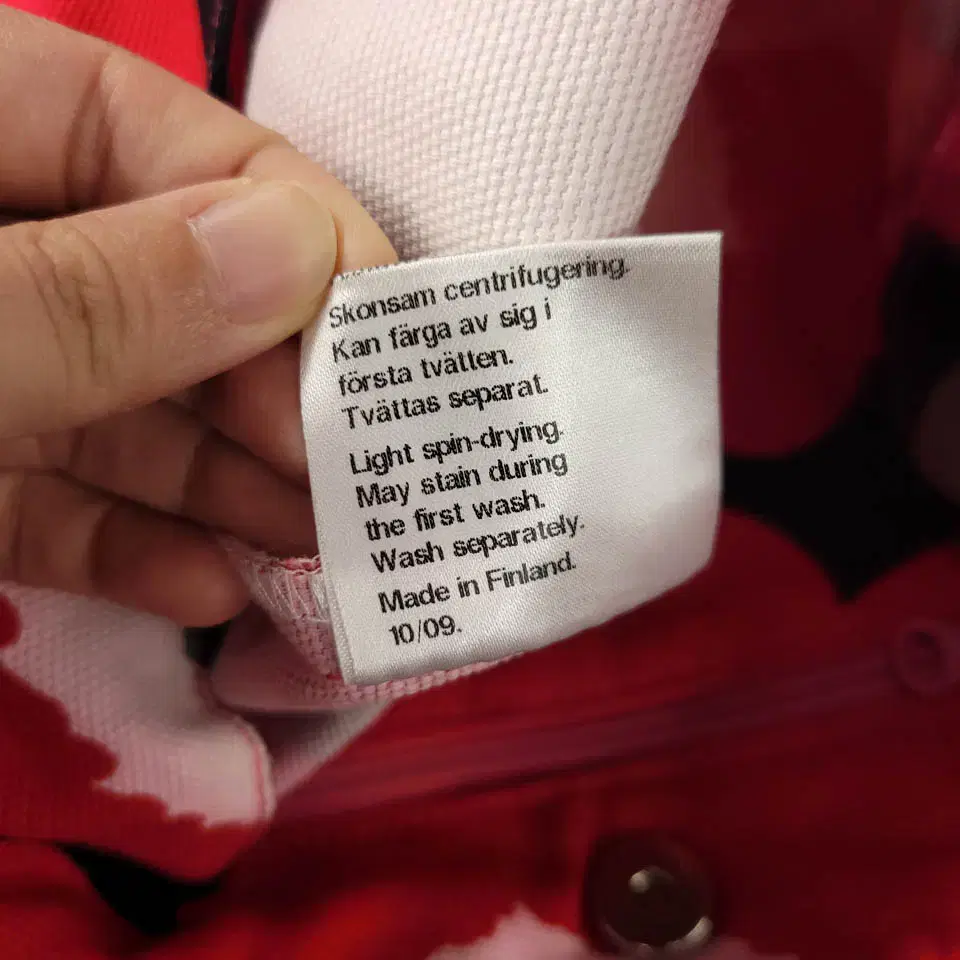 Skonsam centrifugering.
Kan färga av sig i
första tvätten.
Tvättas separat.
Light spin-drying.
May stain during
the first wash.
Wash separately.
Made in Finland.
10/09.